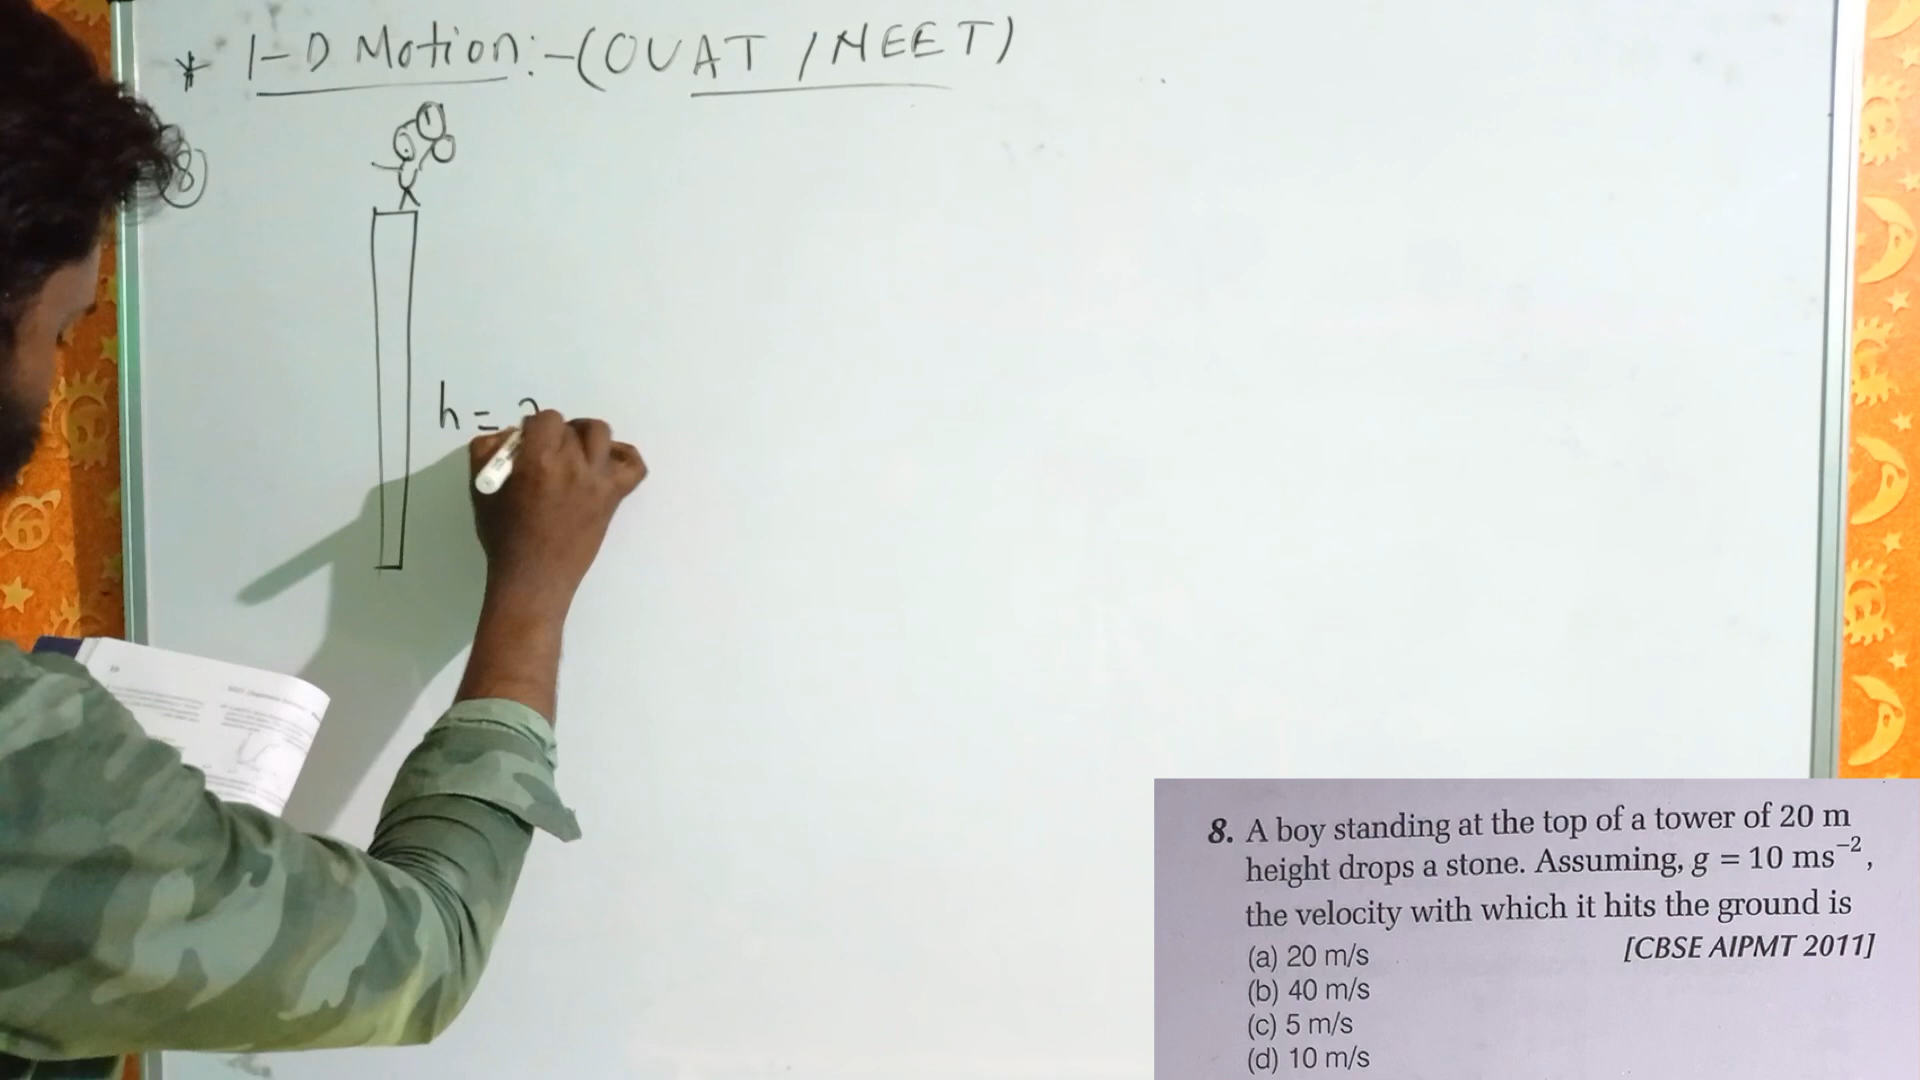 * 1-D Motion:-(OUAT / NEET)
8)
h = 2
8. A boy standing at the top of a tower of 20 m
height drops a stone. Assuming, g = 10 ms⁻²,
the velocity with which it hits the ground is
[CBSE AIPMT 2011]
(a) 20 m/s
(b) 40 m/s
(c) 5 m/s
(d) 10 m/s